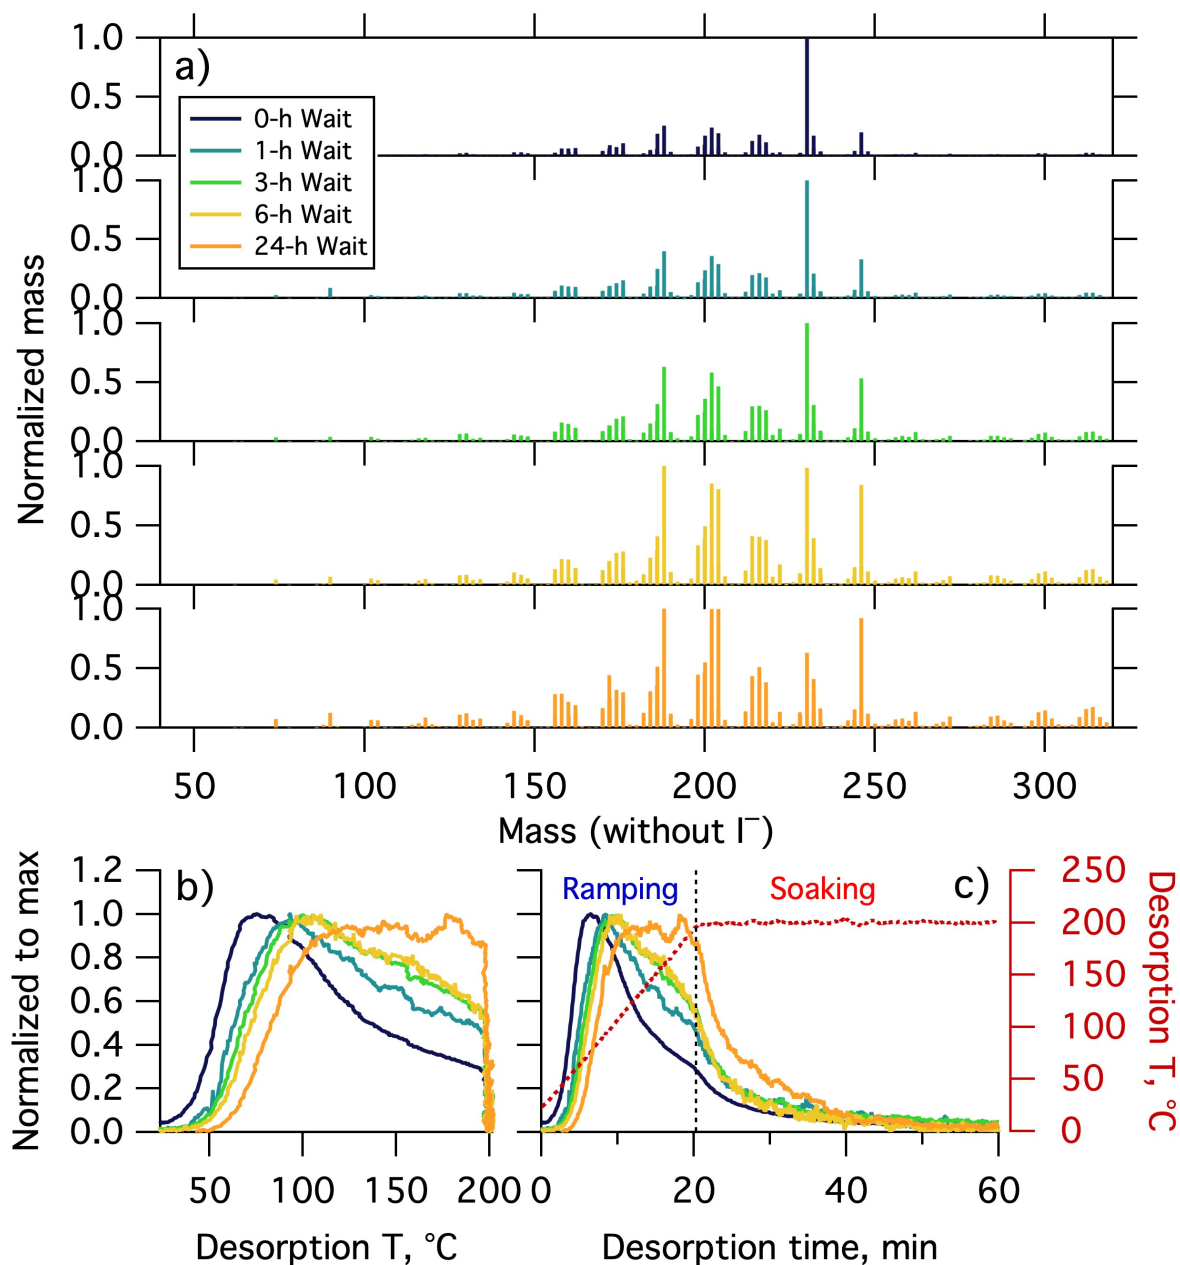 a)
0-h Wait
1-h Wait
3-h Wait
6-h Wait
24-h Wait
1.0
0.5
0.0
1.0
0.5
0.0
1.0
0.5
0.0
1.0
0.5
0.0
1.0
0.5
0.0
Normalized mass
50 100 150 200 250 300
Mass (without I⁻)
b)
1.2
1.0
0.8
0.6
0.4
0.2
0.0
Normalized to max
50 100 150 200
Desorption T, °C
Ramping Soaking c)
250
200
150
100
50
0
Desorption T, °C
0 20 40 60
Desorption time, min